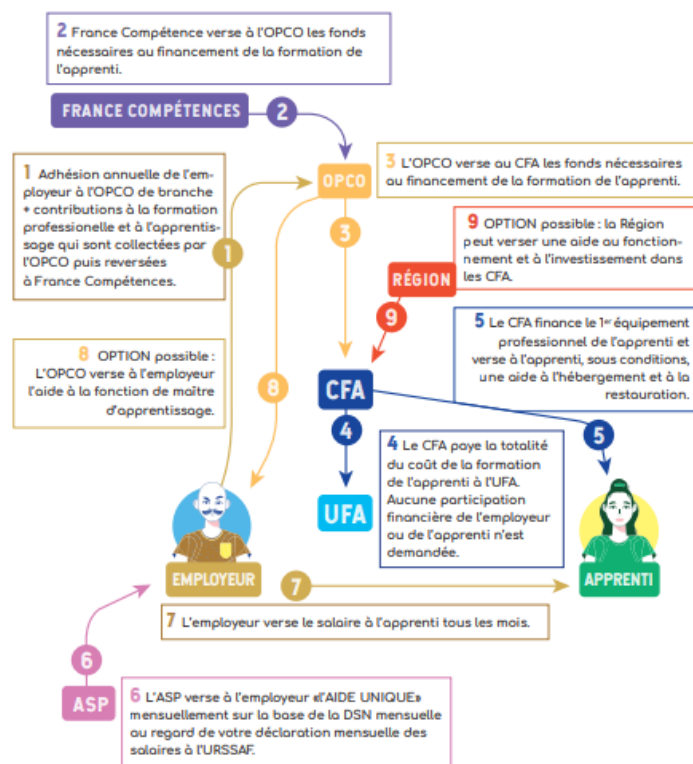 2 France Compétence verse à l'OPCO les fonds
nécessaires au financement de la formation de
l'apprenti.
FRANCE COMPÉTENCES
2
1 Adhésion annuelle de l'em-
ployeur à l'OPCO de branche
+ contributions à la formation
professionelle et à l'apprentis-
sage qui sont collectées par
l'OPCO puis reversées
à France Compétences.
OPCO
3 L'OPCO verse au CFA les fonds nécessaires
au financement de la formation de l'apprenti.
3
1
9 OPTION possible : la Région
peut verser une aide au fonction-
nement et à l'investissement dans
les CFA.
RÉGION
9
5 Le CFA finance le 1er équipement
professionnel de l'apprenti et
verse à l'apprenti, sous conditions,
une aide à l'hébergement et à la
restauration.
8 OPTION possible :
L'OPCO verse à l'employeur
l'aide à la fonction de maître
d'apprentissage.
8
CFA
4
5
4 Le CFA paye la totalité
du coût de la formation
de l'apprenti à l'UFA.
Aucune participation
financière de l'employeur
ou de l'apprenti n'est
demandée.
UFA
EMPLOYEUR
7
APPRENTI
7 L'employeur verse le salaire à l'apprenti tous les mois.
6
ASP
6 L'ASP verse à l'employeur «l'AIDE UNIQUE»
mensuellement sur la base de la DSN mensuelle
au regard de votre déclaration mensuelle des
salaires à l'URSSAF.